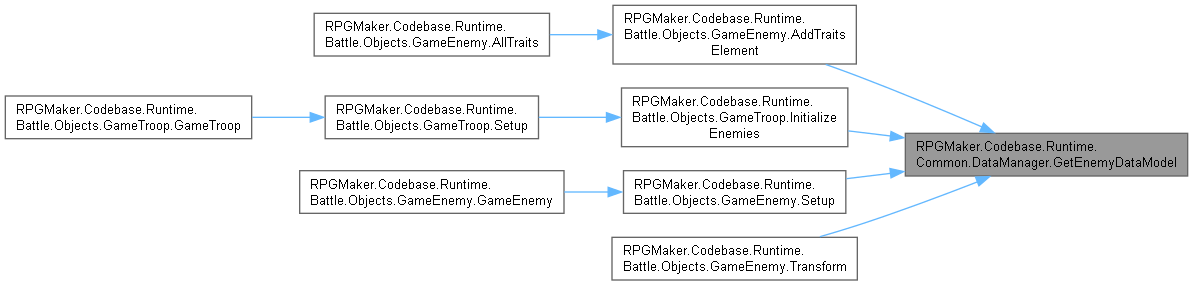 RPGMaker.Codebase.Runtime.
Battle.Objects.GameEnemy.AllTraits
RPGMaker.Codebase.Runtime.
Battle.Objects.GameEnemy.AddTraits
Element
RPGMaker.Codebase.Runtime.
Battle.Objects.GameTroop.GameTroop
RPGMaker.Codebase.Runtime.
Battle.Objects.GameTroop.Setup
RPGMaker.Codebase.Runtime.
Battle.Objects.GameTroop.Initialize
Enemies
RPGMaker.Codebase.Runtime.
Common.DataManager.GetEnemyDataModel
RPGMaker.Codebase.Runtime.
Battle.Objects.GameEnemy.GameEnemy
RPGMaker.Codebase.Runtime.
Battle.Objects.GameEnemy.Setup
RPGMaker.Codebase.Runtime.
Battle.Objects.GameEnemy.Transform